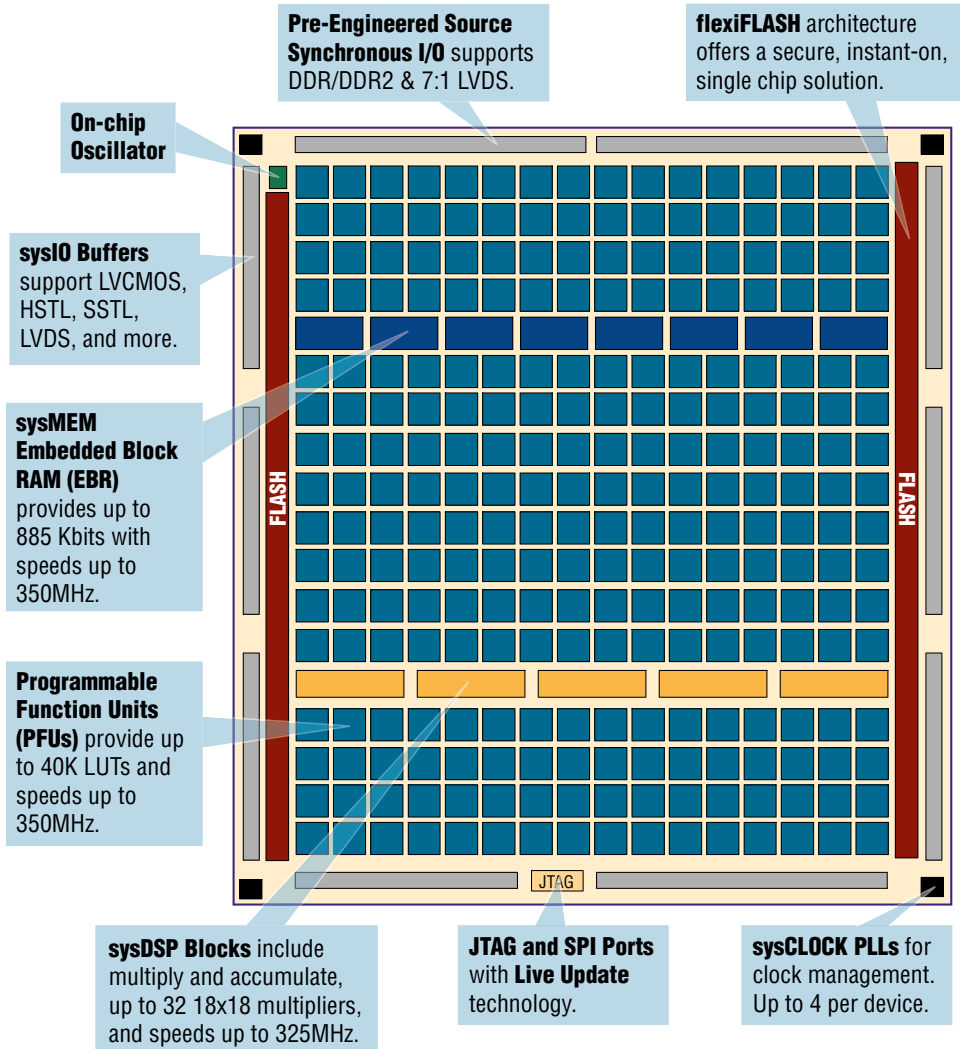 Pre-Engineered Source
Synchronous I/O supports
DDR/DDR2 & 7:1 LVDS.
flexiFLASH architecture
offers a secure, instant-on,
single chip solution.
On-chip
Oscillator
sysIO Buffers
support LVCMOS,
HSTL, SSTL,
LVDS, and more.
sysMEM
Embedded Block
RAM (EBR)
provides up to
885 Kbits with
speeds up to
350MHz.
FLASH
FLASH
Programmable
Function Units
(PFUs) provide up
to 40K LUTs and
speeds up to
350MHz.
JTAG
sysDSP Blocks include
multiply and accumulate,
up to 32 18x18 multipliers,
and speeds up to 325MHz.
JTAG and SPI Ports
with Live Update
technology.
sysCLOCK PLLs for
clock management.
Up to 4 per device.